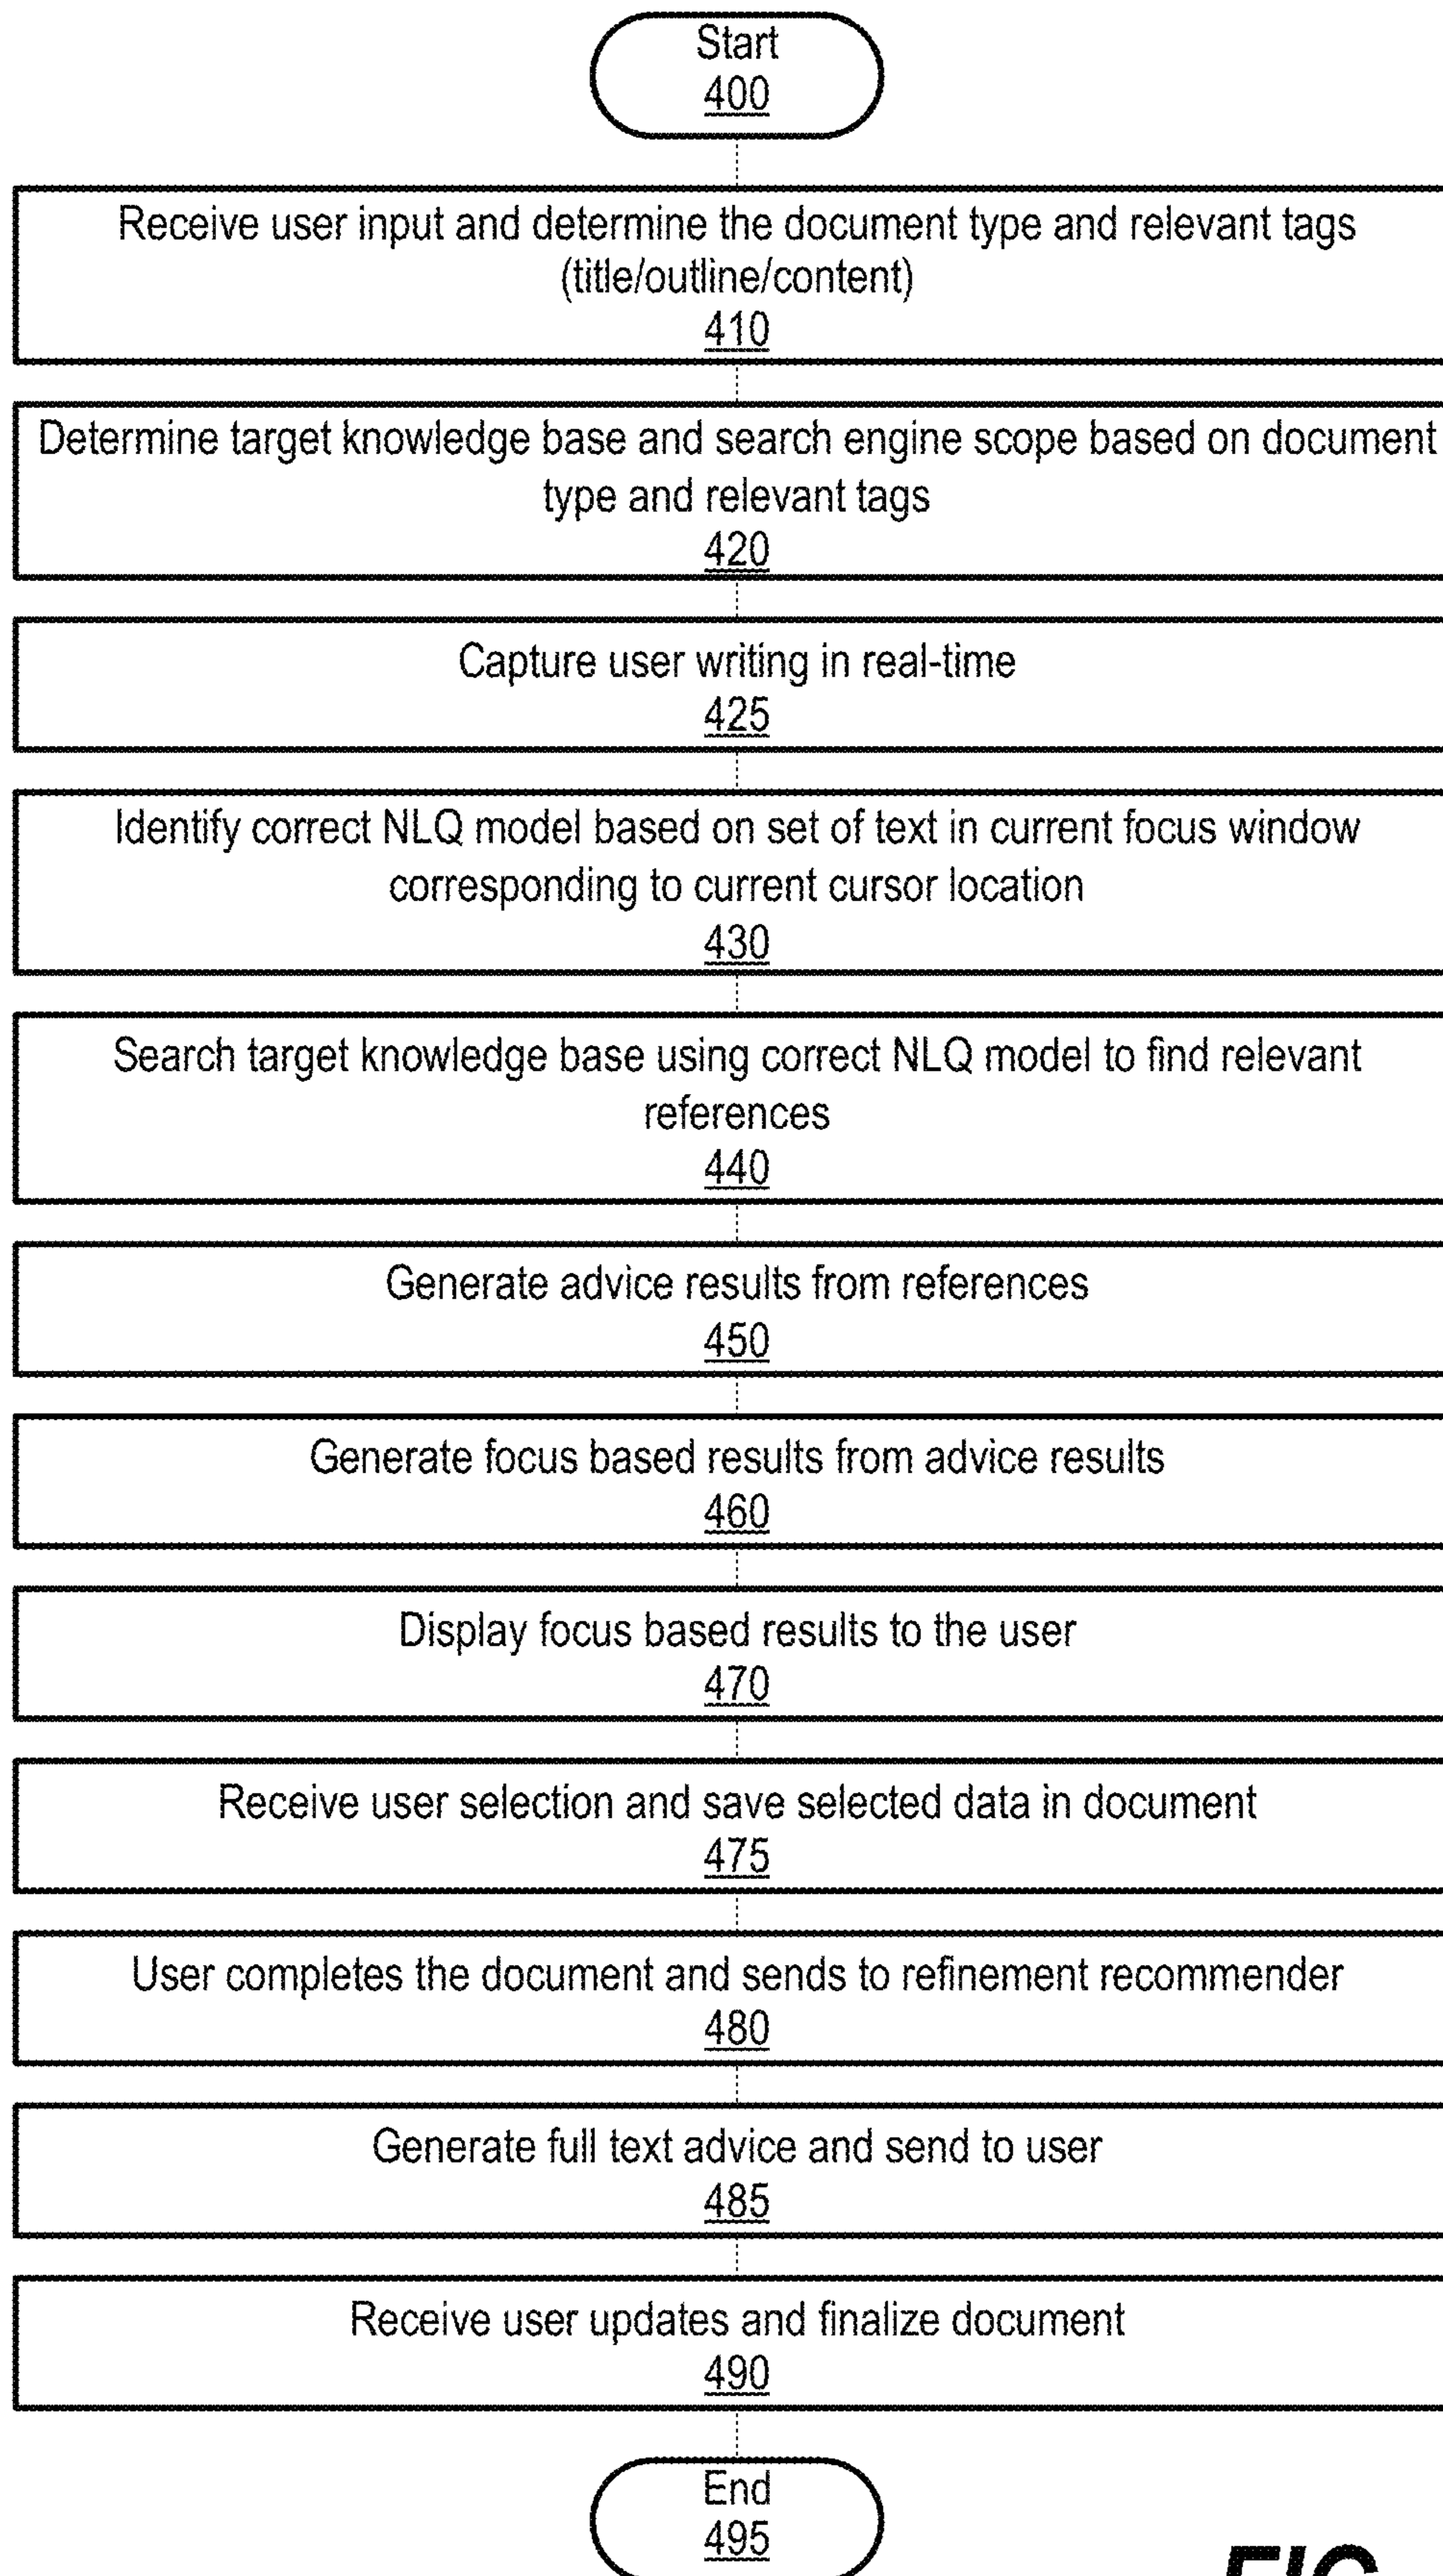 Start
400
Receive user input and determine the document type and relevant tags
(title/outline/content)
410
Determine target knowledge base and search engine scope based on document
type and relevant tags
420
Capture user writing in real-time
425
Identify correct NLQ model based on set of text in current focus window
corresponding to current cursor location
430
Search target knowledge base using correct NLQ model to find relevant
references
440
Generate advice results from references
450
Generate focus based results from advice results
460
Display focus based results to the user
470
Receive user selection and save selected data in document
475
User completes the document and sends to refinement recommender
480
Generate full text advice and send to user
485
Receive user updates and finalize document
490
End
495
FIG